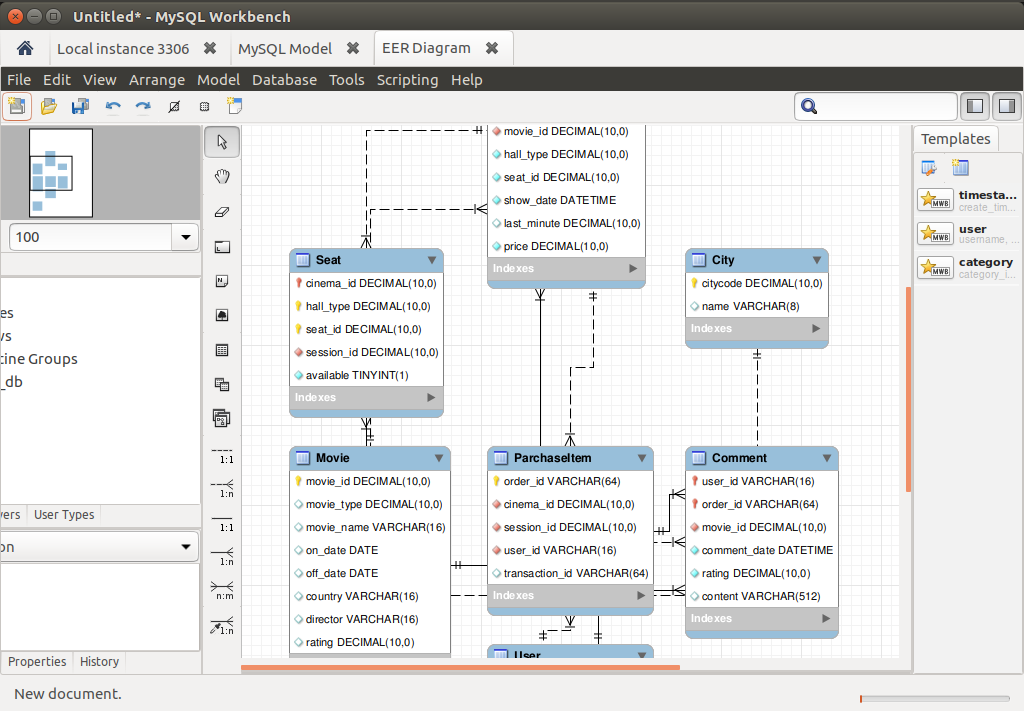 Untitled* - MySQL Workbench
Local instance 3306
MySQL Model
EER Diagram
File Edit View Arrange Model Database Tools Scripting Help
100
es
vs
cine Groups
_db
vers
User Types
on
Properties
History
1:1
1:n
1:1
1:n
n:m
1:n
movie_id DECIMAL(10,0)
hall_type DECIMAL(10,0)
seat_id DECIMAL(10,0)
show_date DATETIME
last_minute DECIMAL(10,0)
price DECIMAL(10,0)
Indexes
Seat
cinema_id DECIMAL(10,0)
hall_type DECIMAL(10,0)
seat_id DECIMAL(10,0)
session_id DECIMAL(10,0)
available TINYINT(1)
Indexes
City
citycode DECIMAL(10,0)
name VARCHAR(8)
Indexes
Movie
movie_id DECIMAL(10,0)
movie_type DECIMAL(10,0)
movie_name VARCHAR(16)
on_date DATE
off_date DATE
country VARCHAR(16)
director VARCHAR(16)
rating DECIMAL(10,0)
ParchaseItem
order_id VARCHAR(64)
cinema_id DECIMAL(10,0)
session_id DECIMAL(10,0)
user_id VARCHAR(16)
transaction_id VARCHAR(64)
Indexes
User
Comment
user_id VARCHAR(16)
order_id VARCHAR(64)
movie_id DECIMAL(10,0)
comment_date DATETIME
rating DECIMAL(10,0)
content VARCHAR(512)
Indexes
Templates
MWB
timesta...
create_tim...
MWB
user
username, ...
MWB
category
category_i...
New document.